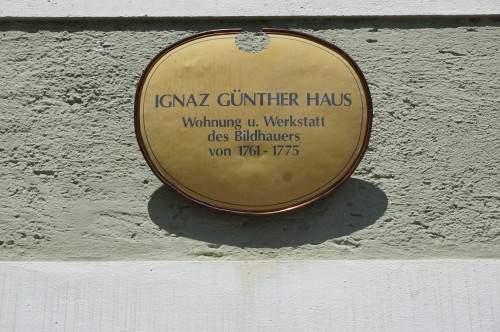 IGNAZ GÜNTHER HAUS
Wohnung u. Werkstatt
des Bildhauers
von 1761 - 1775